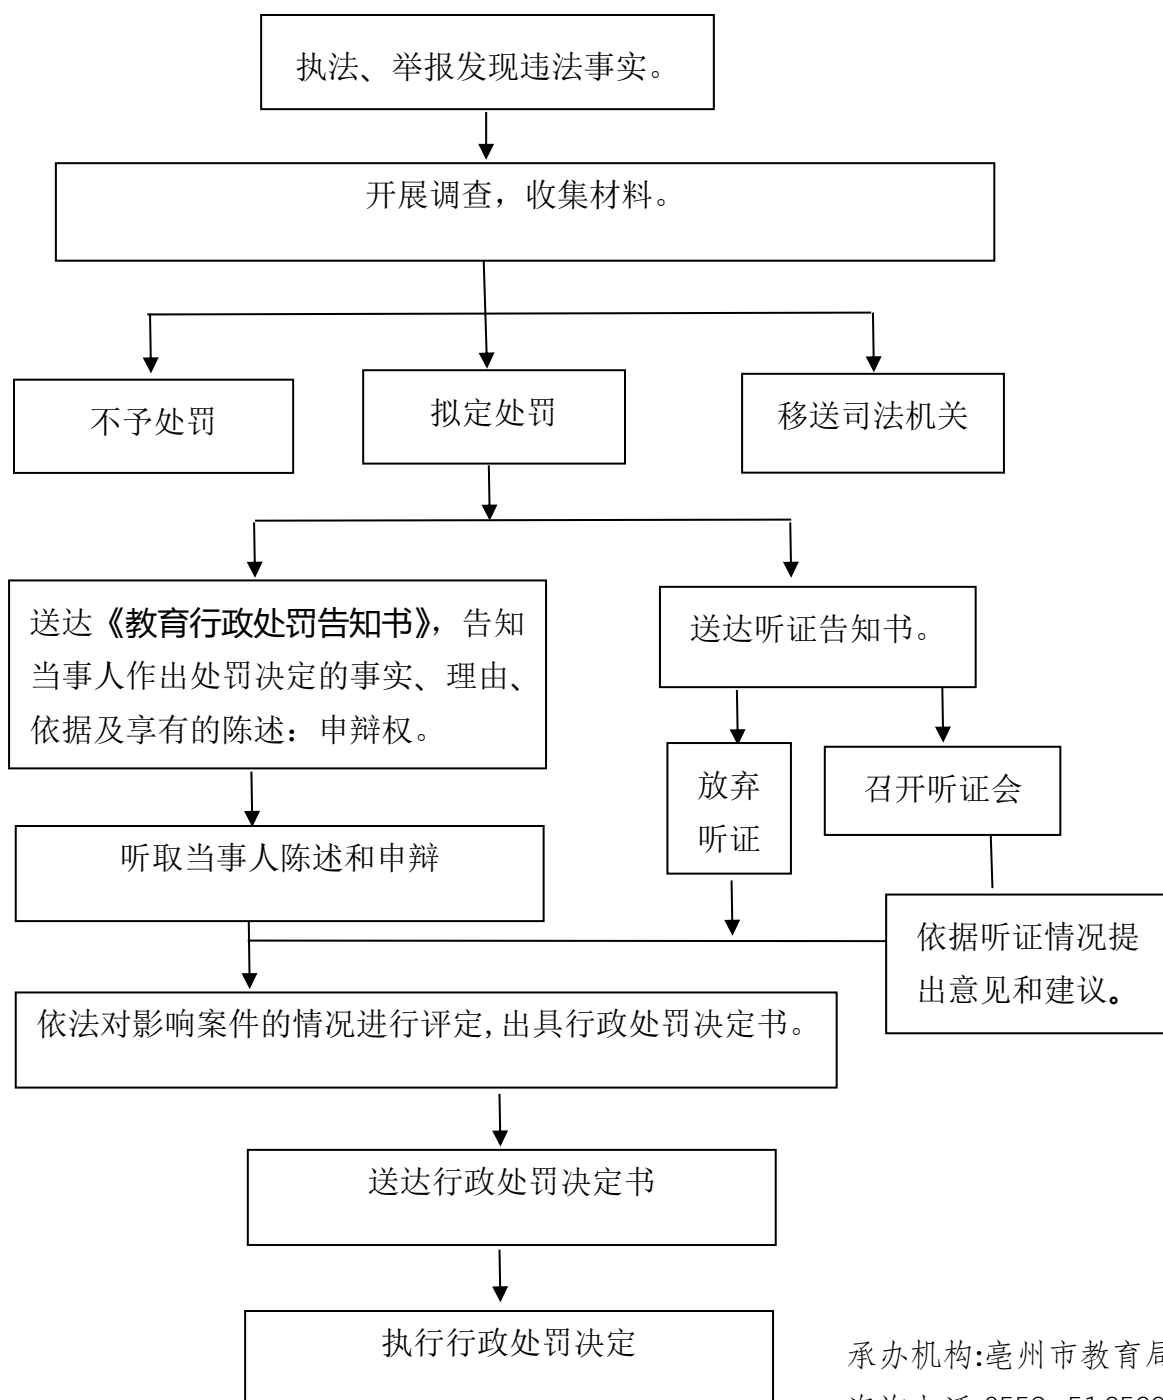 执法、举报发现违法事实。
开展调查，收集材料。
不予处罚
拟定处罚
移送司法机关
送达《教育行政处罚告知书》，告知
当事人作出处罚决定的事实、理由、
依据及享有的陈述：申辩权。
送达听证告知书。
放弃
听证
召开听证会
听取当事人陈述和申辩
依据听证情况提
出意见和建议。
依法对影响案件的情况进行评定,出具行政处罚决定书。
送达行政处罚决定书
执行行政处罚决定
承办机构:亳州市教育局